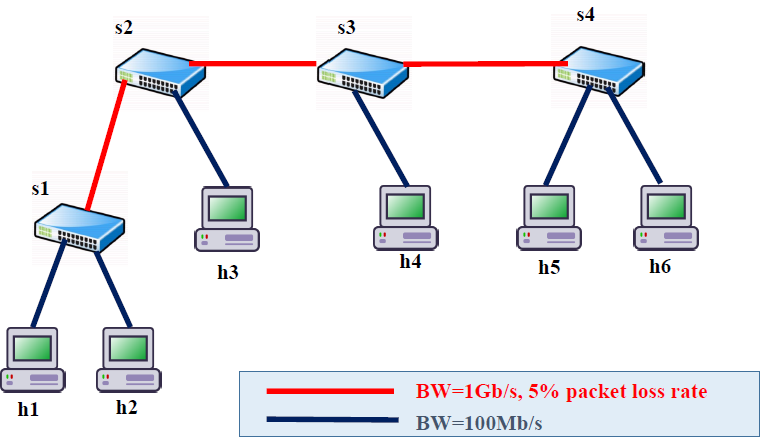 s4
s2
s3
s1
h3
h4
h5
h6
h1
h2
BW=1Gb/s, 5% packet loss rate
BW=100Mb/s